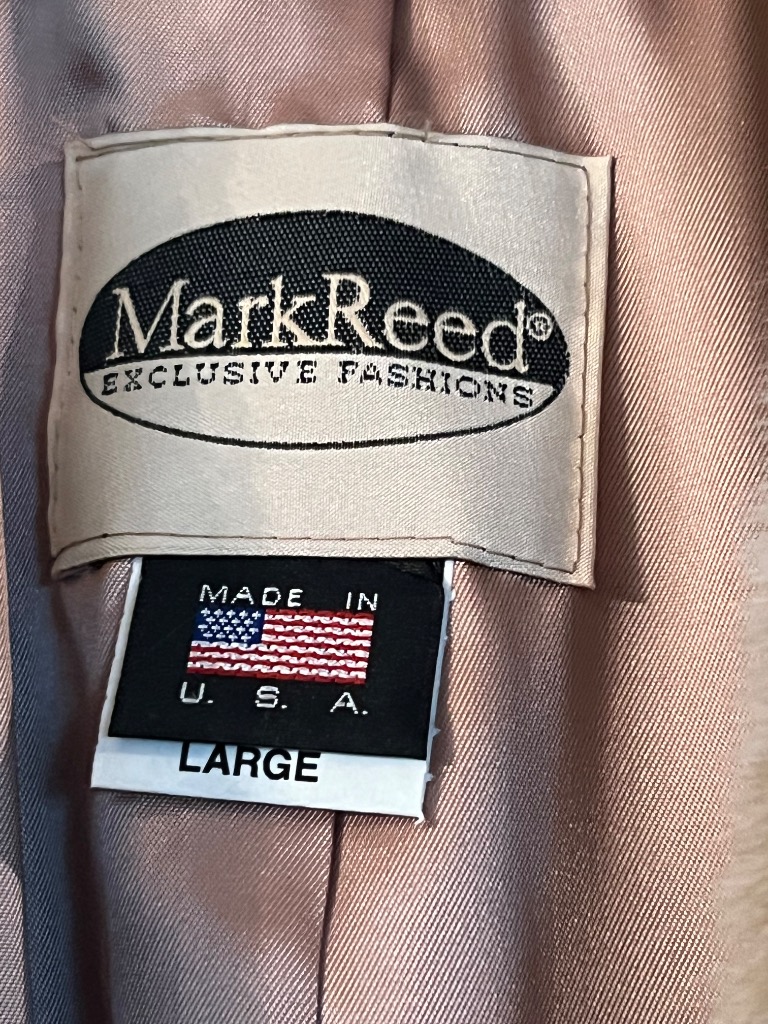 MarkReed®
EXCLUSIVE FASHIONS
MADE IN
U. S. A.
LARGE